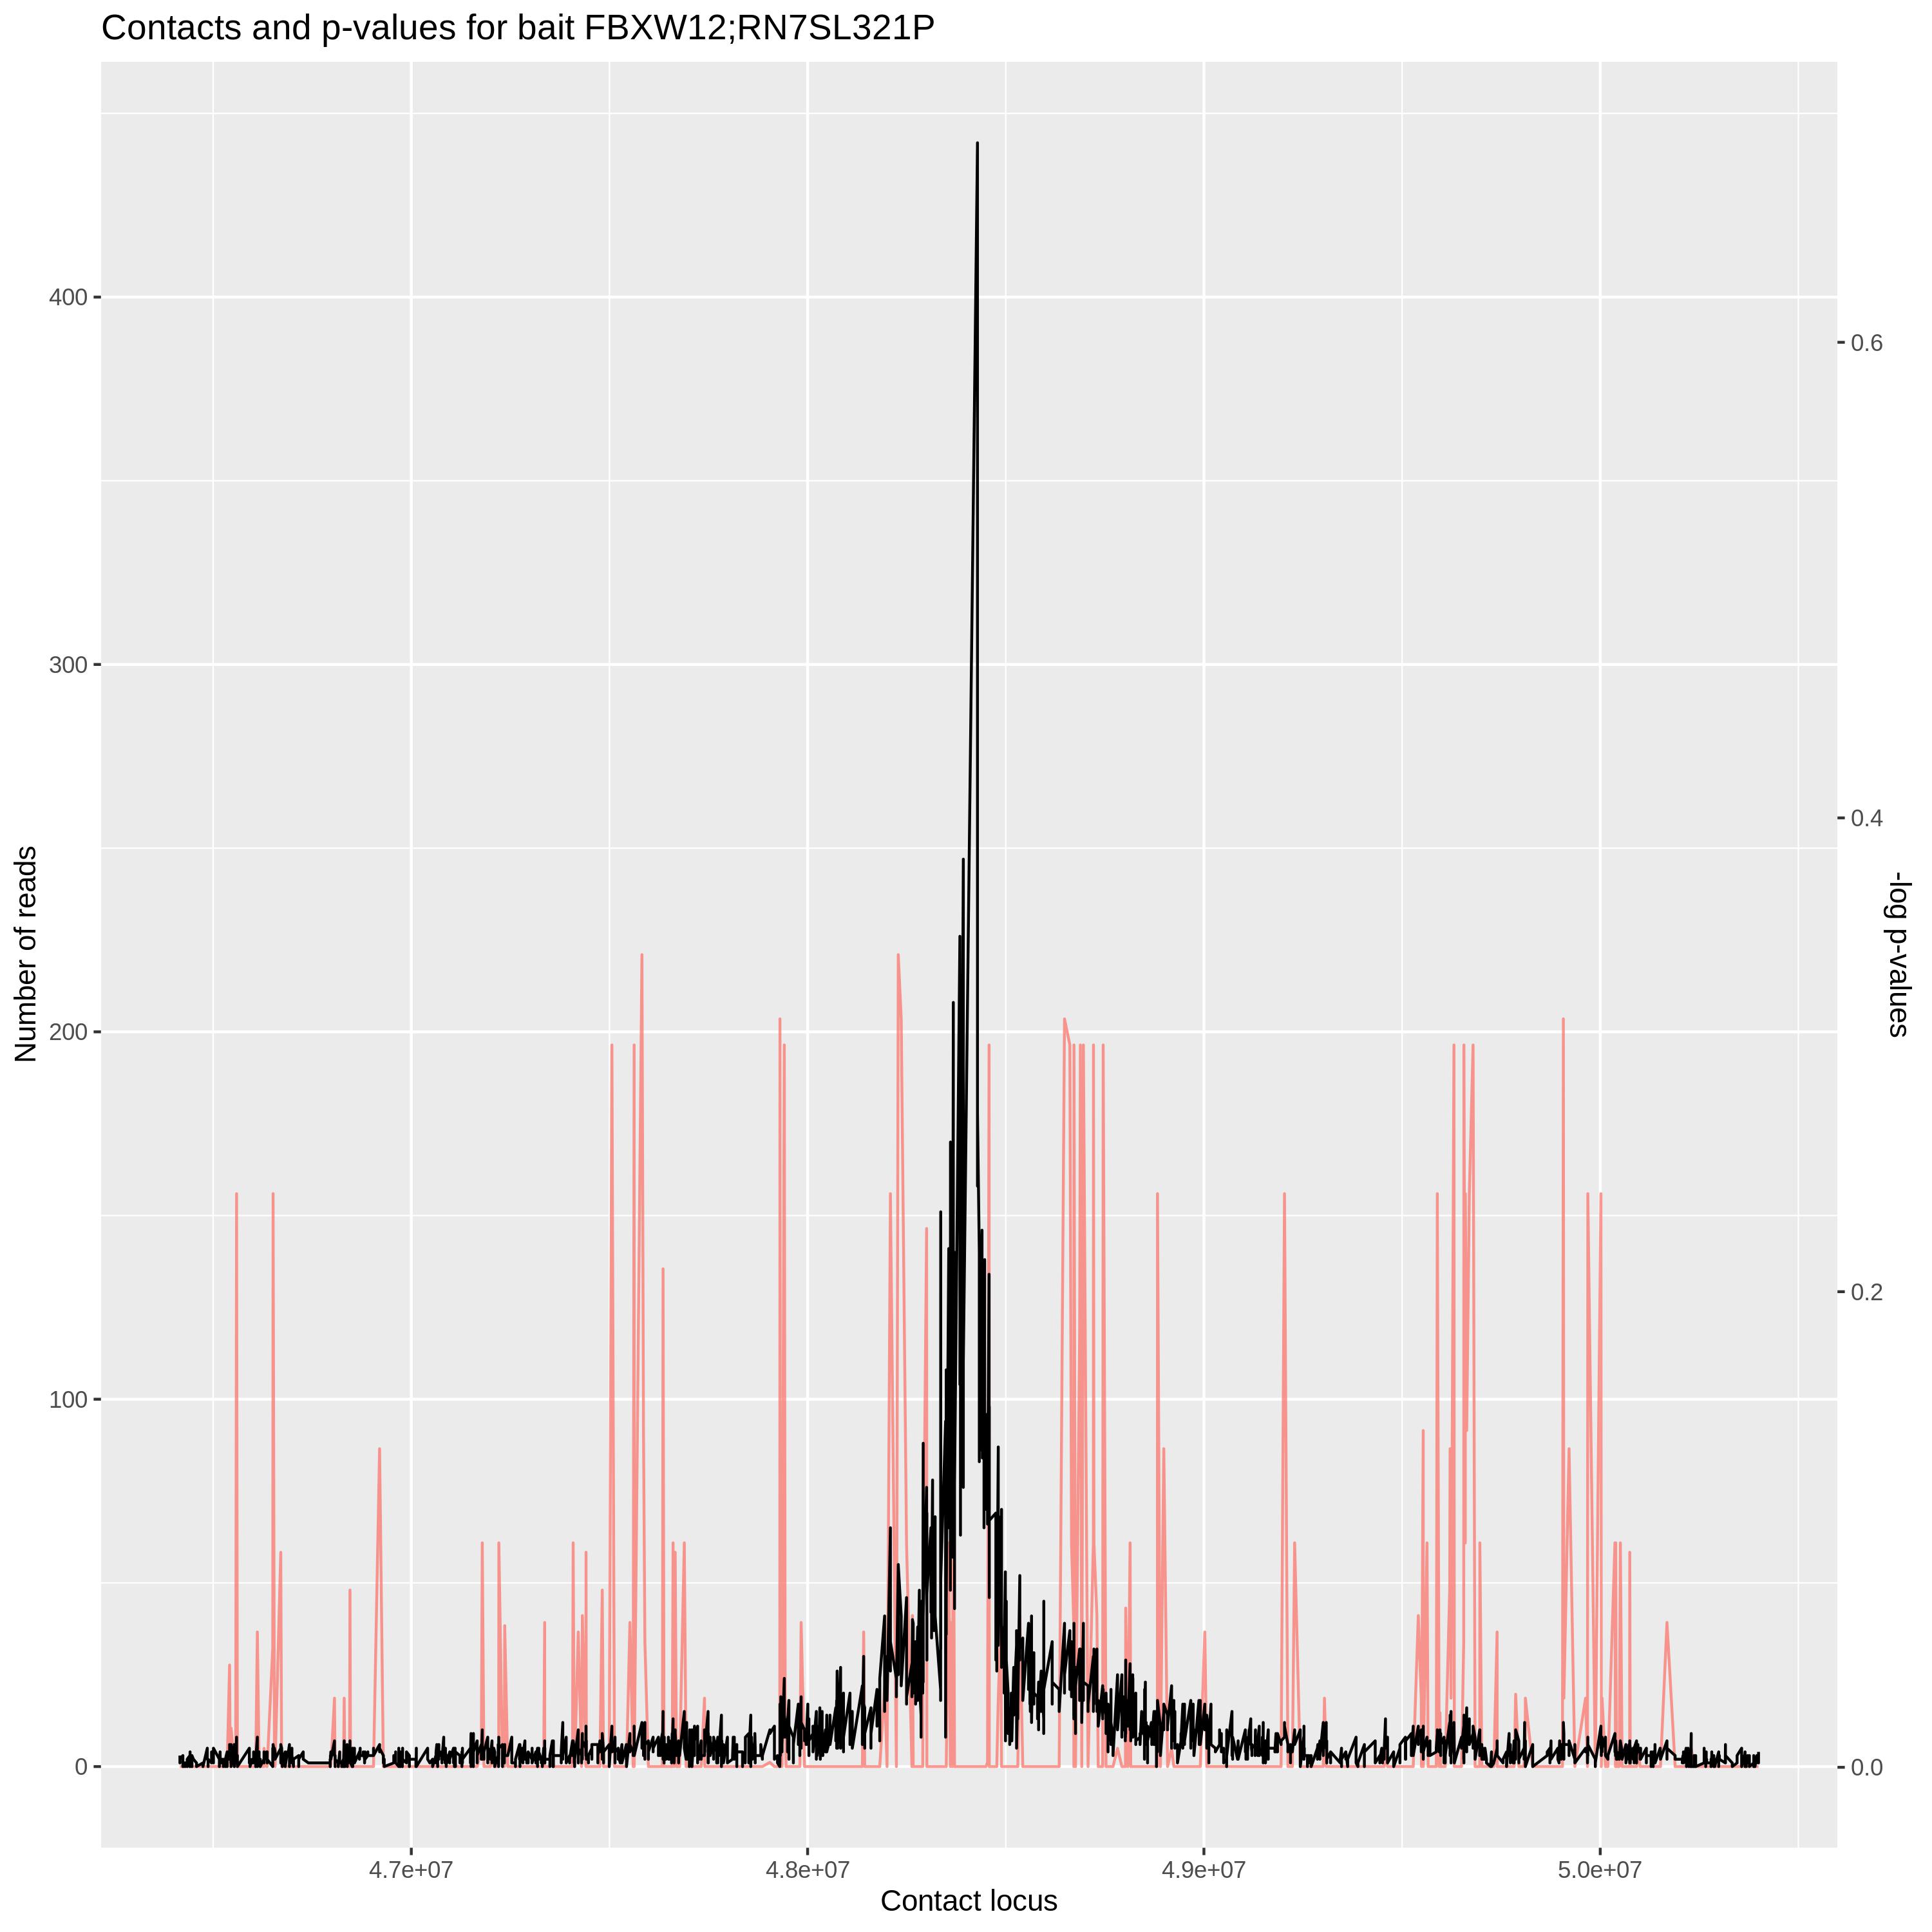 Contacts and p-values for bait FBXW12;RN7SL321P
400
300
200
100
0
Number of reads
0.6
0.4
0.2
0.0
-log p-values
4.7e+07
4.8e+07
4.9e+07
5.0e+07
Contact locus